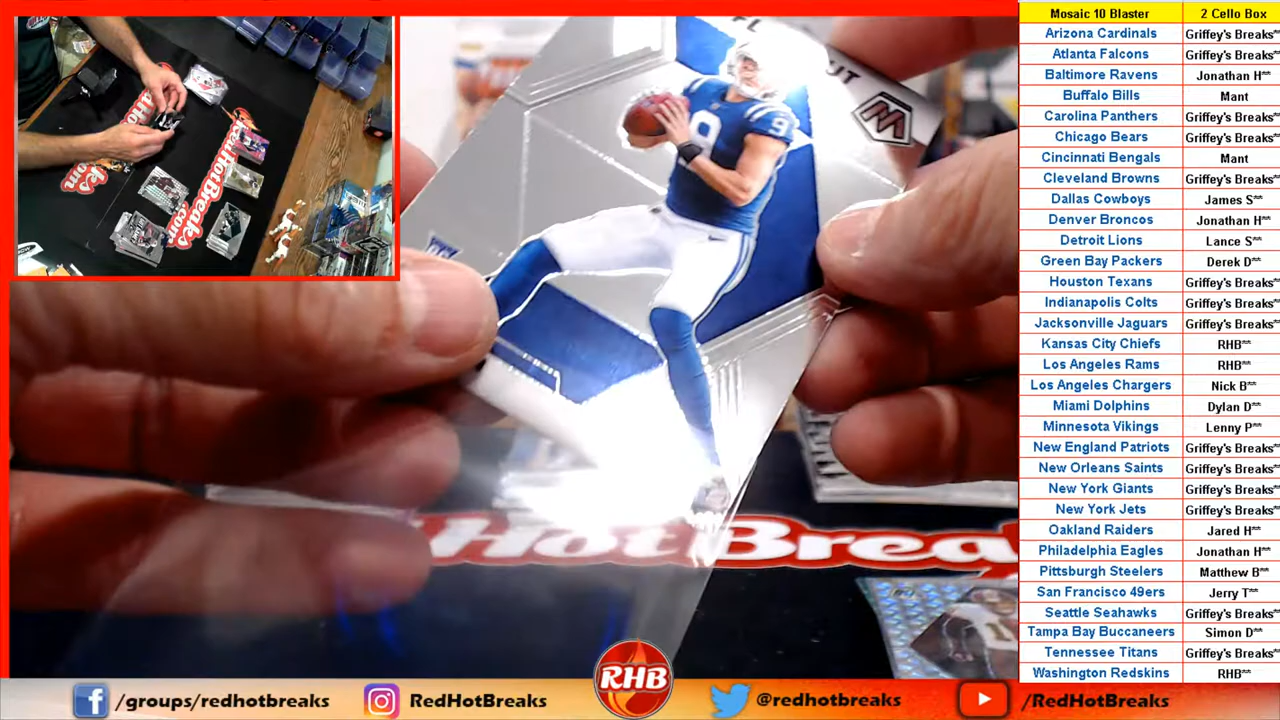 Mosaic 10 Blaster 2 Cello Box
Arizona Cardinals Griffey's Breaks**
Atlanta Falcons Griffey's Breaks**
Baltimore Ravens Jonathan H**
Buffalo Bills Mant
Carolina Panthers Griffey's Breaks**
Chicago Bears Griffey's Breaks**
Cincinnati Bengals Mant
Cleveland Browns Griffey's Breaks**
Dallas Cowboys James S**
Denver Broncos Jonathan H**
Detroit Lions Lance S**
Green Bay Packers Derek D**
Houston Texans Griffey's Breaks**
Indianapolis Colts Griffey's Breaks**
Jacksonville Jaguars Griffey's Breaks**
Kansas City Chiefs RHB**
Los Angeles Rams RHB**
Los Angeles Chargers Nick B**
Miami Dolphins Dylan D**
Minnesota Vikings Lenny P**
New England Patriots Griffey's Breaks**
New Orleans Saints Griffey's Breaks**
New York Giants Griffey's Breaks**
New York Jets Griffey's Breaks**
Oakland Raiders Jared H**
Philadelphia Eagles Jonathan H**
Pittsburgh Steelers Matthew B**
San Francisco 49ers Jerry T**
Seattle Seahawks Griffey's Breaks**
Tampa Bay Buccaneers Simon D**
Tennessee Titans Griffey's Breaks**
Washington Redskins RHB**
9
9
M
HotBrea
RHB
/groups/redhotbreaks RedHotBreaks @redhotbreaks /RedHotBreaks